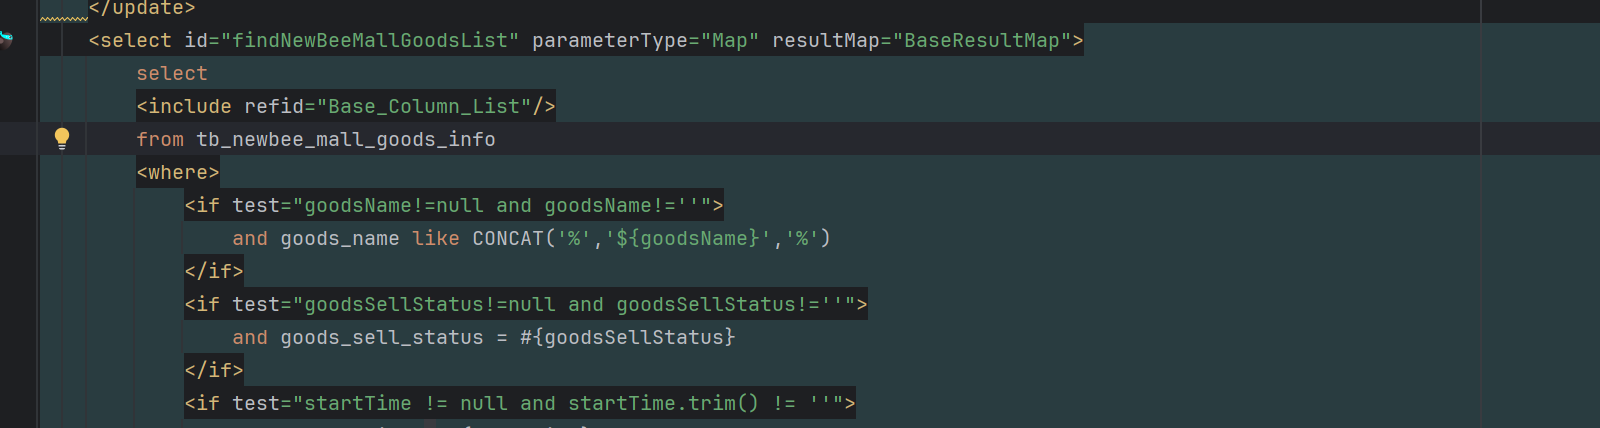 </update>
<select id="findNewBeeMallGoodsList" parameterType="Map" resultMap="BaseResultMap">
select
<include refid="Base_Column_List"/>
from tb_newbee_mall_goods_info
<where>
<if test="goodsName!=null and goodsName!=''">
and goods_name like CONCAT('%','${goodsName}','%')
</if>
<if test="goodsSellStatus!=null and goodsSellStatus!=''">
and goods_sell_status = #{goodsSellStatus}
</if>
<if test="startTime != null and startTime.trim() != ''">